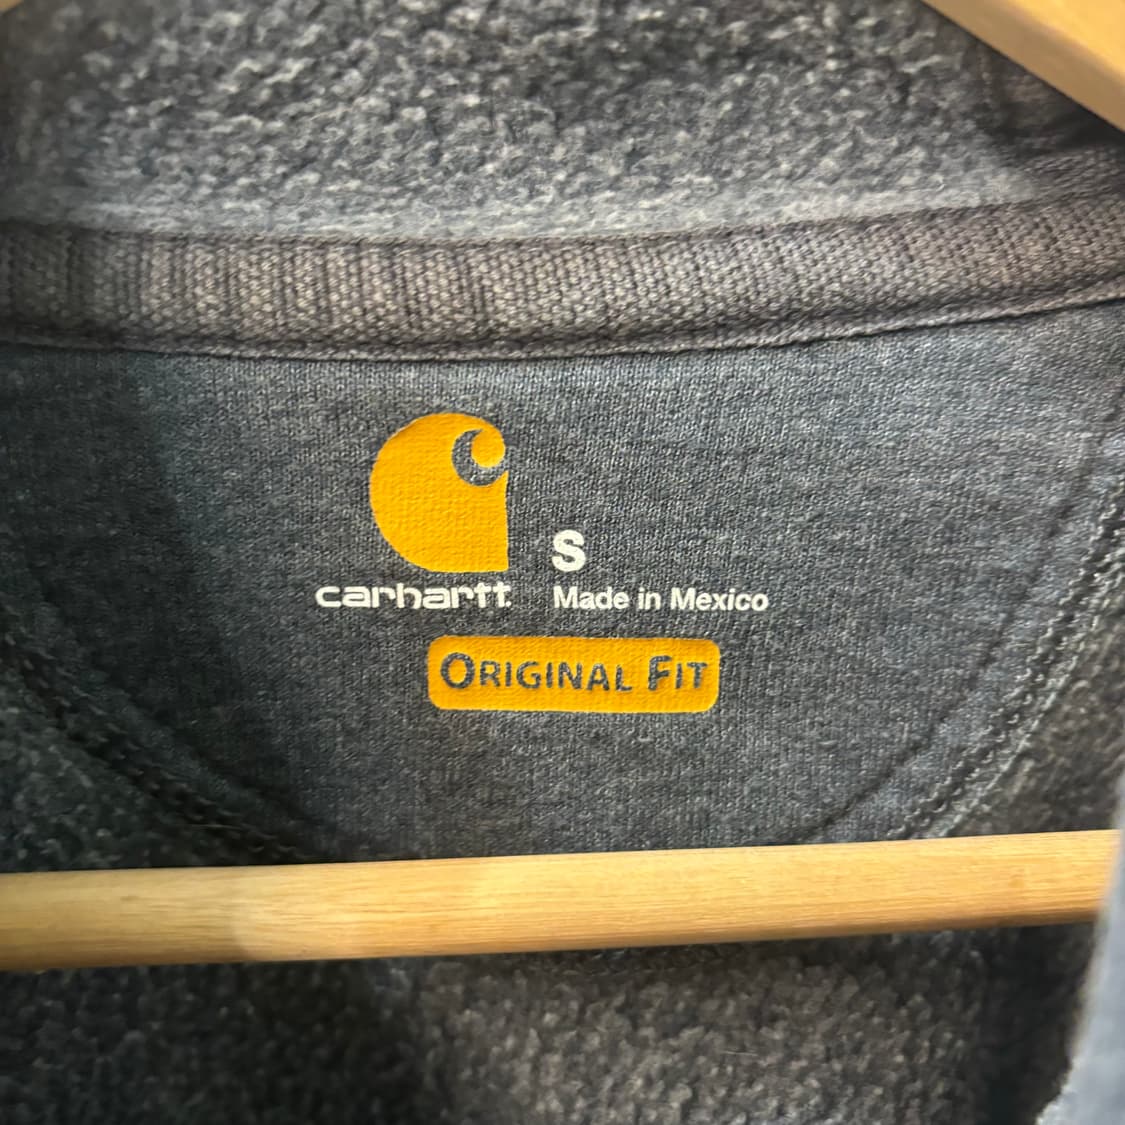 S
carhartt.
Made in Mexico
ORIGINAL FIT